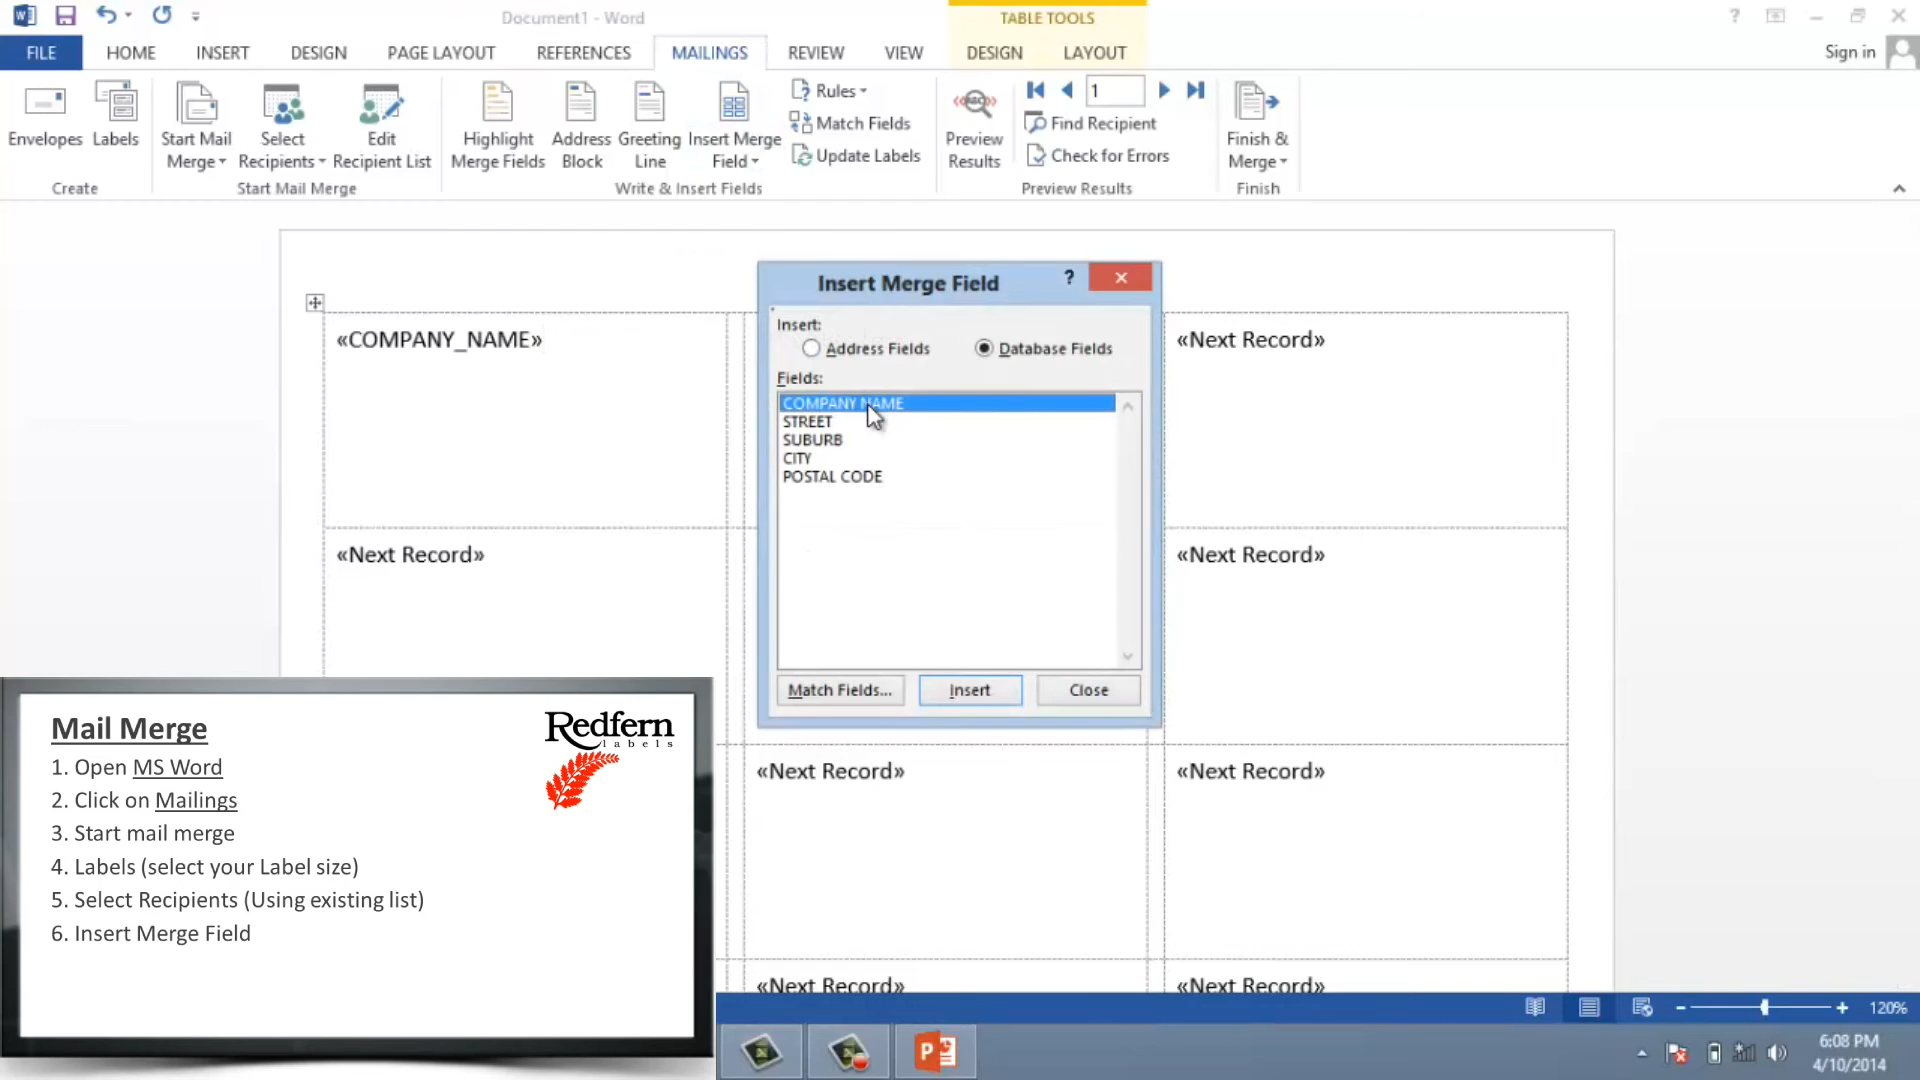 Document1 - Word
TABLE TOOLS
?
FILE
HOME
INSERT
DESIGN
PAGE LAYOUT
REFERENCES
MAILINGS
REVIEW
VIEW
DESIGN
LAYOUT
Sign in
Envelopes
Labels
Start Mail
Merge
Select
Recipients
Edit
Recipient List
Highlight
Merge Fields
Address
Block
Greeting
Line
Insert Merge
Field
Rules
Match Fields
Update Labels
Preview
Results
1
Find Recipient
Check for Errors
Finish &
Merge
Create
Start Mail Merge
Write & Insert Fields
Preview Results
Finish
«COMPANY_NAME»
«Next Record»
«Next Record»
«Next Record»
«Next Record»
«Next Record»
«Next Record»
«Next Record»
Insert Merge Field
?
Insert:
Address Fields
Database Fields
Fields:
COMPANY NAME
STREET
SUBURB
CITY
POSTAL CODE
Match Fields...
Insert
Close
Mail Merge
Redfern
labels
1. Open MS Word
2. Click on Mailings
3. Start mail merge
4. Labels (select your Label size)
5. Select Recipients (Using existing list)
6. Insert Merge Field
120%
6:08 PM
4/10/2014